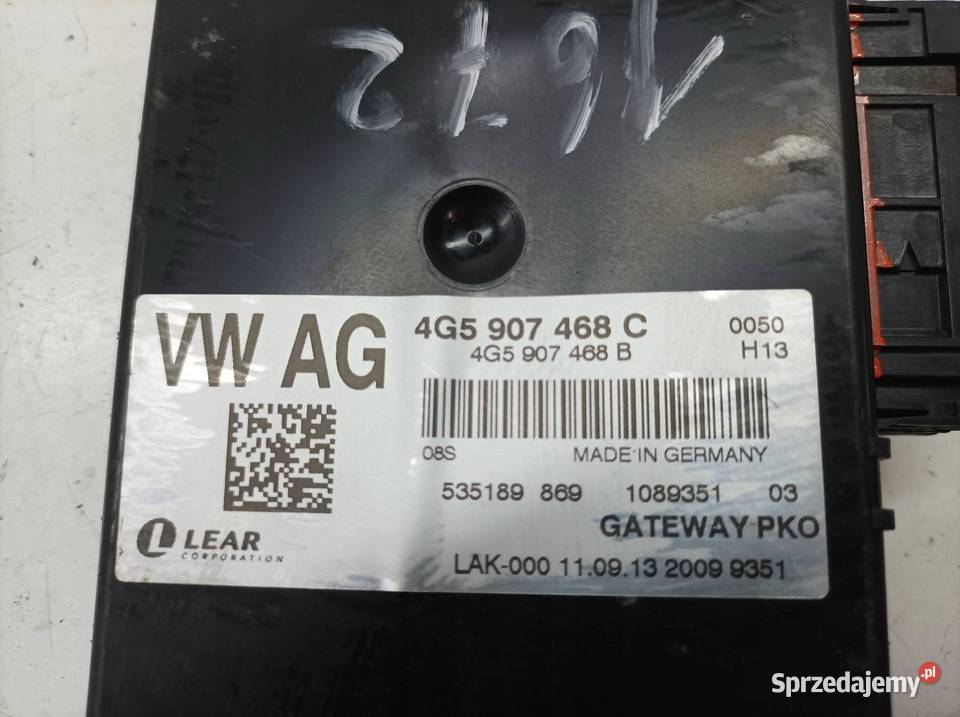 1672
VW AG
4G5 907 468 C 0050
4G5 907 468 B H13
08S MADE IN GERMANY
535189 869 1089351 03
GATEWAY PKO
LEAR
CORPORATION
LAK-000 11.09.13 2009 9351
Sprzedajemy.pl